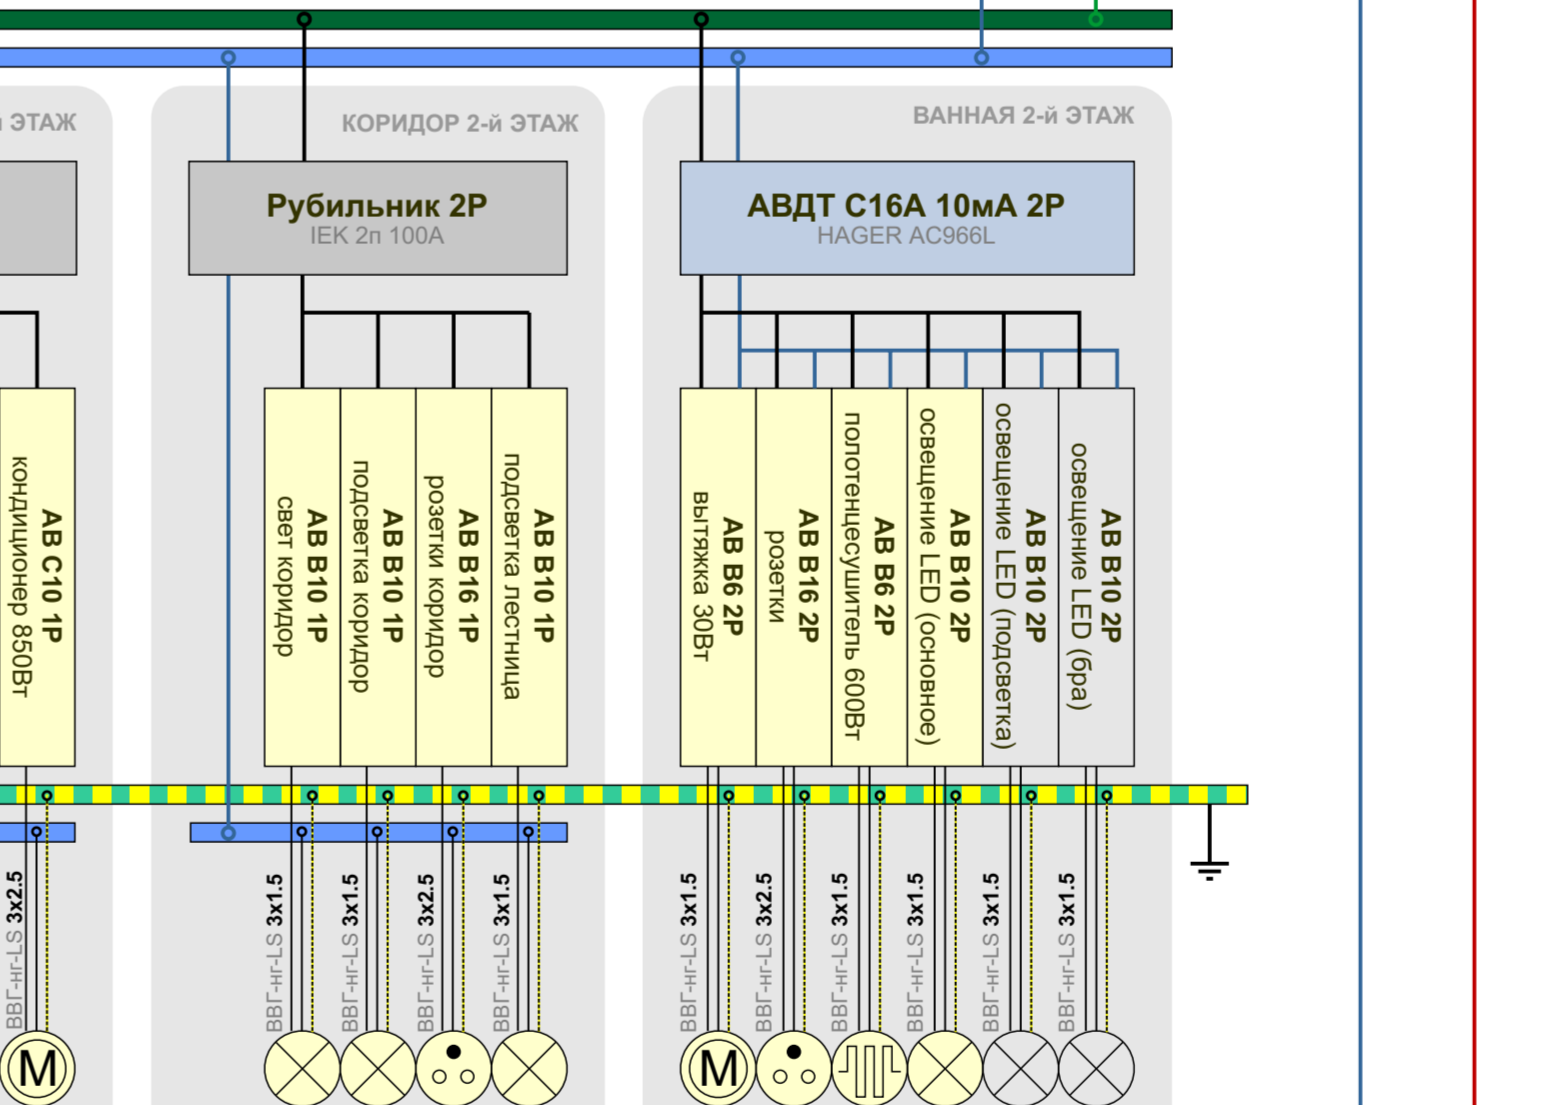 ЭТАЖ
КОРИДОР 2-й ЭТАЖ
ВАННАЯ 2-й ЭТАЖ
Рубильник 2P
IEK 2п 100А
АВДТ С16А 10мА 2P
HAGER AC966L
АВ С10 1P
кондиционер 850Вт
АВ В10 1P
свет коридор
АВ В10 1P
подсветка коридор
АВ В16 1P
розетки коридор
АВ В10 1P
подсветка лестница
АВ В6 2P
вытяжка 30Вт
АВ В16 2P
розетки
АВ В6 2P
полотенцесушитель 600Вт
АВ В10 2P
освещение LED (основное)
АВ В10 2P
освещение LED (подсветка)
АВ В10 2P
освещение LED (бра)
ВВГ-нг-LS 3x2.5
ВВГ-нг-LS 3x1.5
ВВГ-нг-LS 3x1.5
ВВГ-нг-LS 3x2.5
ВВГ-нг-LS 3x1.5
ВВГ-нг-LS 3x1.5
ВВГ-нг-LS 3x2.5
ВВГ-нг-LS 3x1.5
ВВГ-нг-LS 3x1.5
ВВГ-нг-LS 3x1.5
ВВГ-нг-LS 3x1.5
M
M